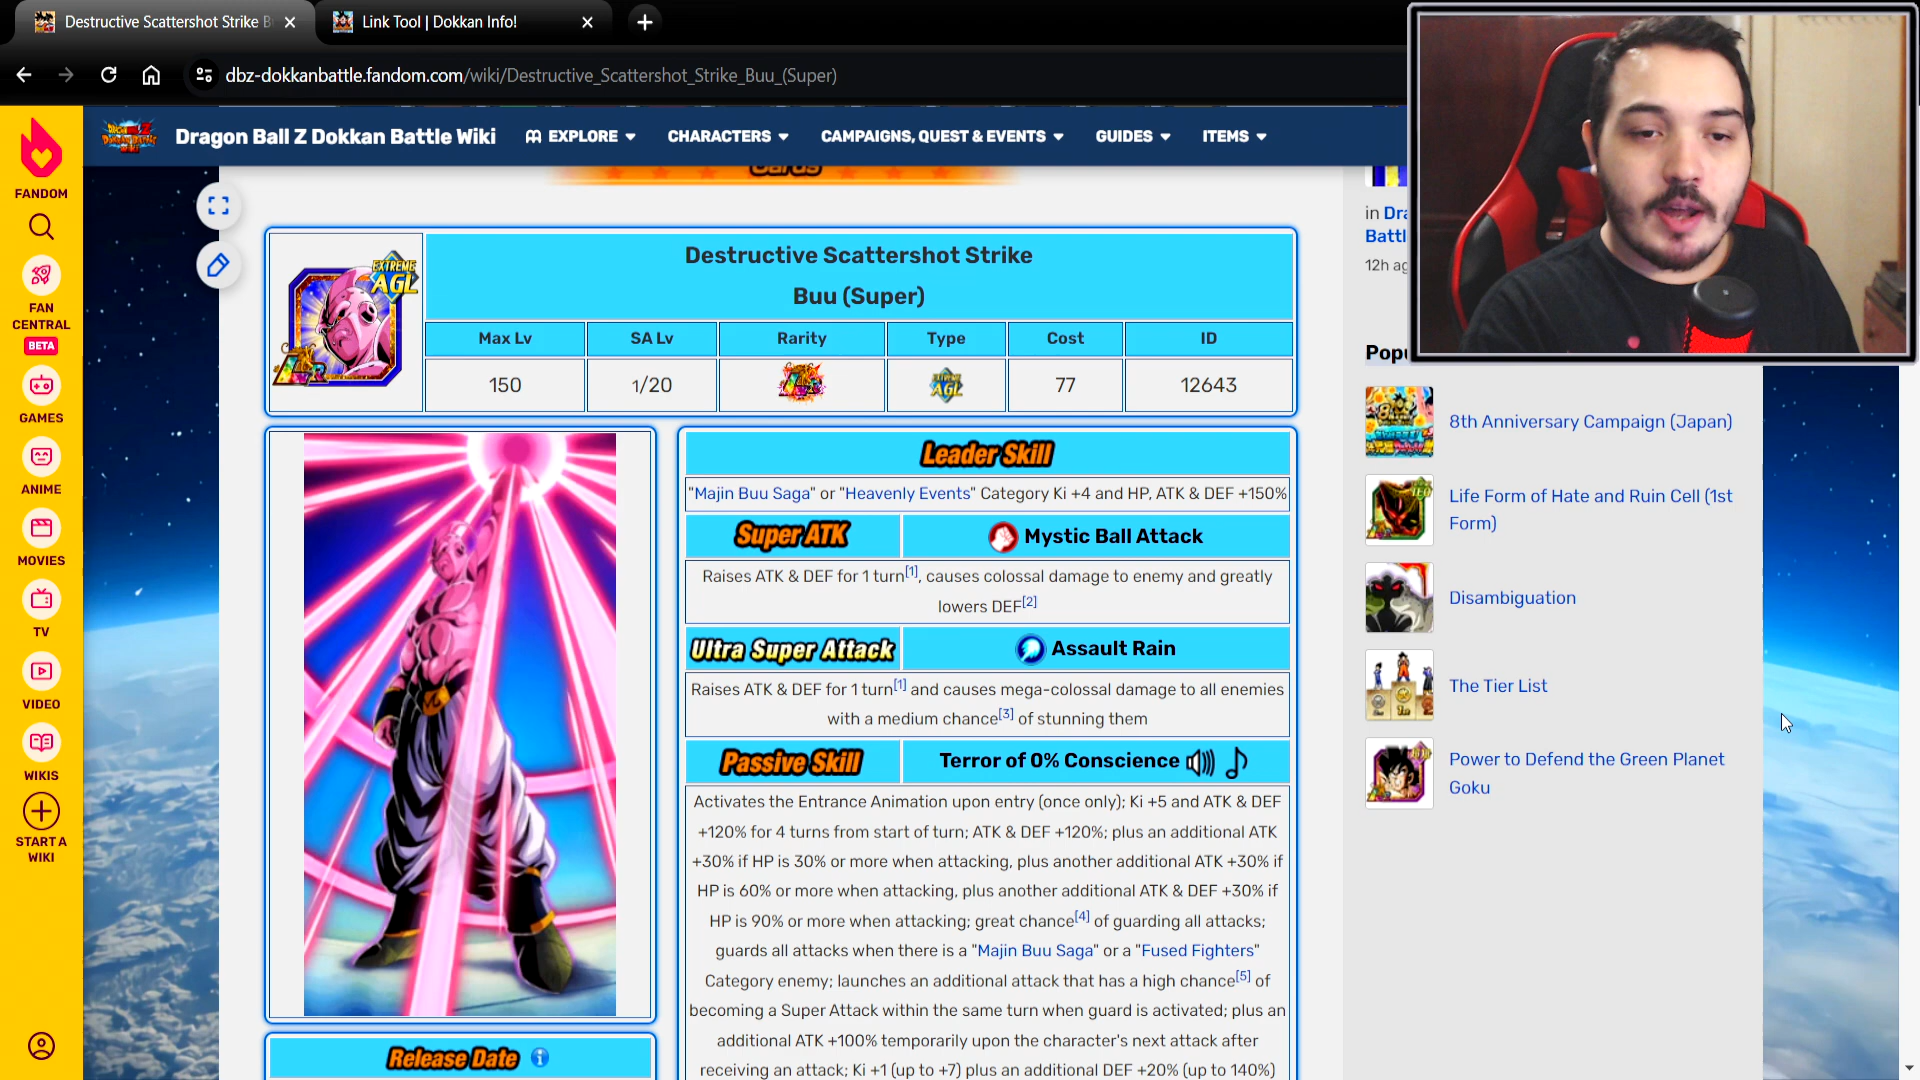 Destructive Scattershot Strike B
Link Tool | Dokkan Info!
dbz-dokkanbattle.fandom.com/wiki/Destructive_Scattershot_Strike_Buu_(Super)
Dragon Ball Z Dokkan Battle Wiki
EXPLORE
CHARACTERS
CAMPAIGNS, QUEST & EVENTS
GUIDES
ITEMS
FANDOM
FAN
CENTRAL
BETA
GAMES
ANIME
MOVIES
TV
VIDEO
WIKIS
START A
WIKI
Cards
EXTREME
AGL
Destructive Scattershot Strike
Buu (Super)
Max Lv
SA Lv
Rarity
Type
Cost
ID
150
1/20
LR
EXTREME
AGL
77
12643
Leader Skill
"Majin Buu Saga" or "Heavenly Events" Category Ki +4 and HP, ATK & DEF +150%
Super ATK
Mystic Ball Attack
Raises ATK & DEF for 1 turn[1], causes colossal damage to enemy and greatly
lowers DEF[2]
Ultra Super Attack
Assault Rain
Raises ATK & DEF for 1 turn[1] and causes mega-colossal damage to all enemies
with a medium chance[3] of stunning them
Passive Skill
Terror of 0% Conscience
Activates the Entrance Animation upon entry (once only); Ki +5 and ATK & DEF
+120% for 4 turns from start of turn; ATK & DEF +120%; plus an additional ATK
+30% if HP is 30% or more when attacking, plus another additional ATK +30% if
HP is 60% or more when attacking, plus another additional ATK & DEF +30% if
HP is 90% or more when attacking; great chance[4] of guarding all attacks;
guards all attacks when there is a "Majin Buu Saga" or a "Fused Fighters"
Category enemy; launches an additional attack that has a high chance[5] of
becoming a Super Attack within the same turn when guard is activated; plus an
additional ATK +100% temporarily upon the character's next attack after
receiving an attack; Ki +1 (up to +7) plus an additional DEF +20% (up to 140%)
Release Date
in Dra
Battl
12h ag
Popu
8th Anniversary Campaign (Japan)
Life Form of Hate and Ruin Cell (1st
Form)
Disambiguation
The Tier List
Power to Defend the Green Planet
Goku